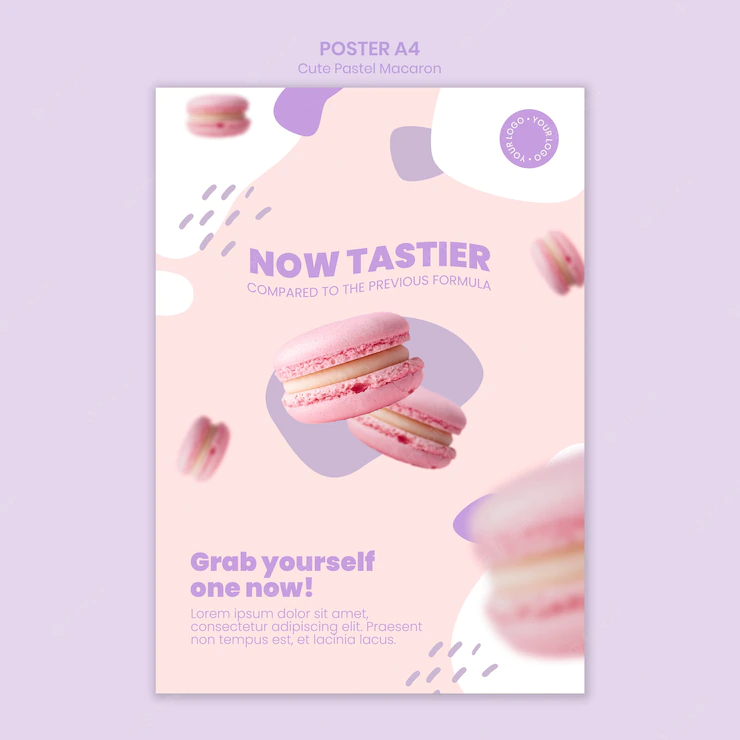 POSTER A4
Cute Pastel Macaron
YOUR LOGO • YOUR LOGO •
NOW TASTIER
COMPARED TO THE PREVIOUS FORMULA
Grab yourself
one now!
Lorem ipsum dolor sit amet,
consectetur adipiscing elit. Praesent
non tempus est, et lacinia lacus.